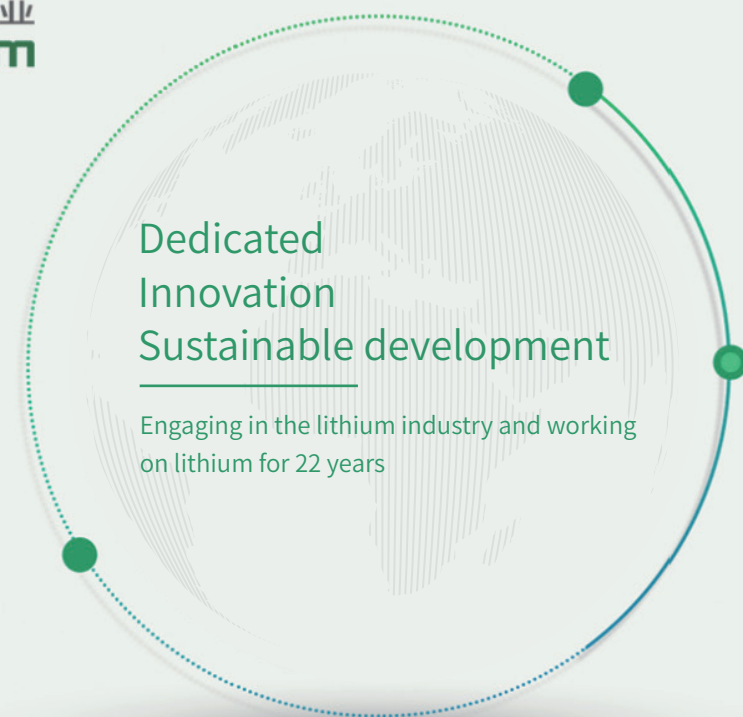 Dedicated
Innovation
Sustainable development
Engaging in the lithium industry and working
on lithium for 22 years